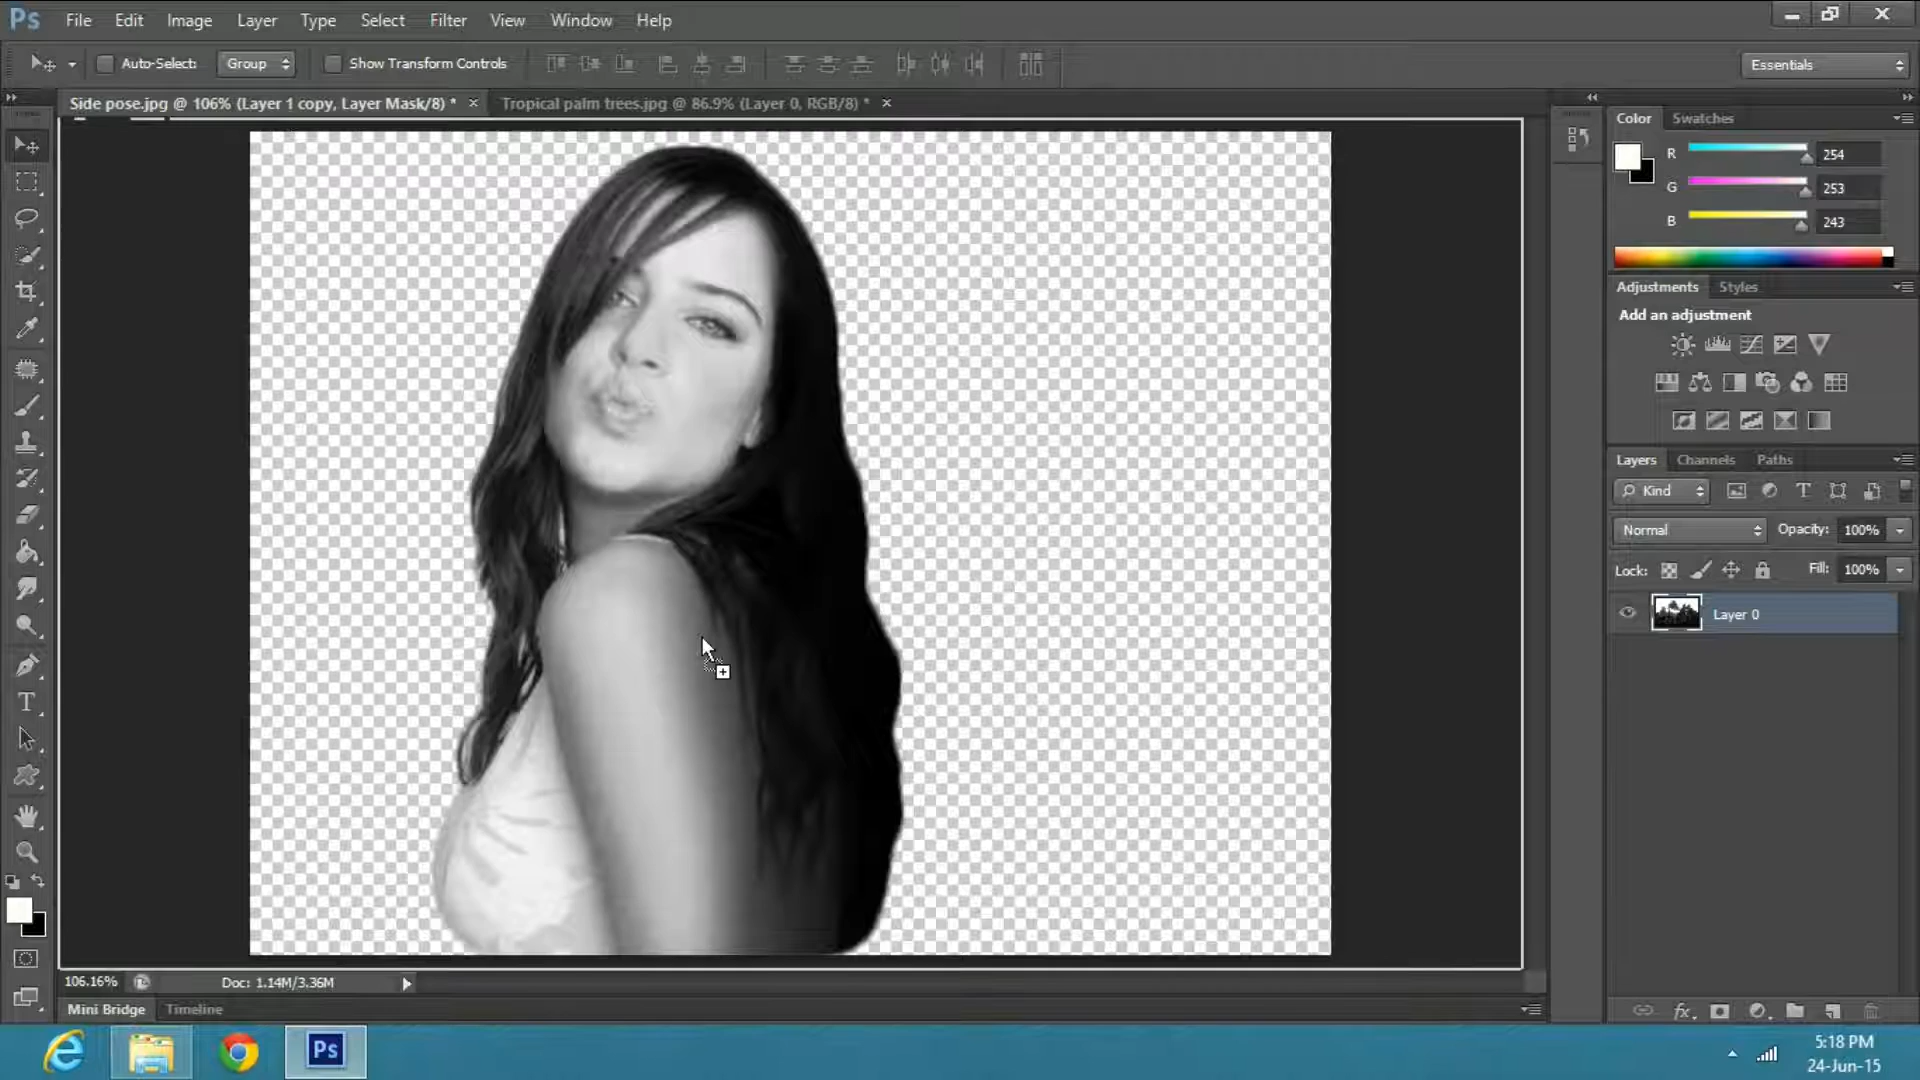 Ps File Edit Image Layer Type Select Filter View Window Help
Auto-Select: Group Show Transform Controls Essentials
Side pose.jpg @ 106% (Layer 1 copy, Layer Mask/8) * × Tropical palm trees.jpg @ 86.9% (Layer 0, RGB/8) * ×
Color Swatches
R 254
G 253
B 243
Adjustments Styles
Add an adjustment
Layers Channels Paths
Kind
Normal Opacity: 100%
Lock: Fill: 100%
Layer 0
T
106.16% Doc: 1.14M/3.36M
fx
Mini Bridge Timeline
Ps
5:18 PM
24-Jun-15